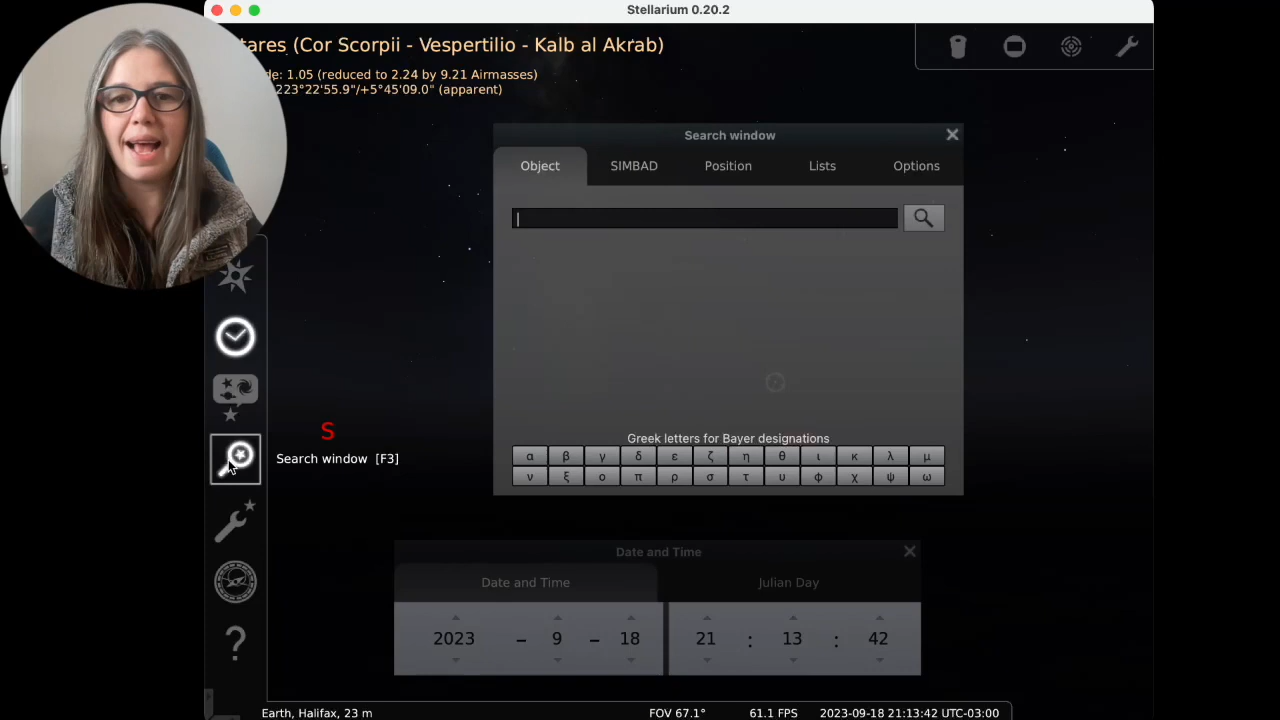 Stellarium 0.20.2
tares (Cor Scorpii - Vespertilio - Kalb al Akrab)
de: 1.05 (reduced to 2.24 by 9.21 Airmasses)
223°22'55.9"/+5°45'09.0" (apparent)
Search window
Object SIMBAD Position Lists Options
S
Search window [F3]
Greek letters for Bayer designations
α β γ δ ε ζ η θ ι κ λ μ
ν ξ ο π ρ σ τ υ φ χ ψ ω
Date and Time
Date and Time Julian Day
2023 – 9 – 18 21 : 13 : 42
?
Earth, Halifax, 23 m FOV 67.1° 61.1 FPS 2023-09-18 21:13:42 UTC-03:00